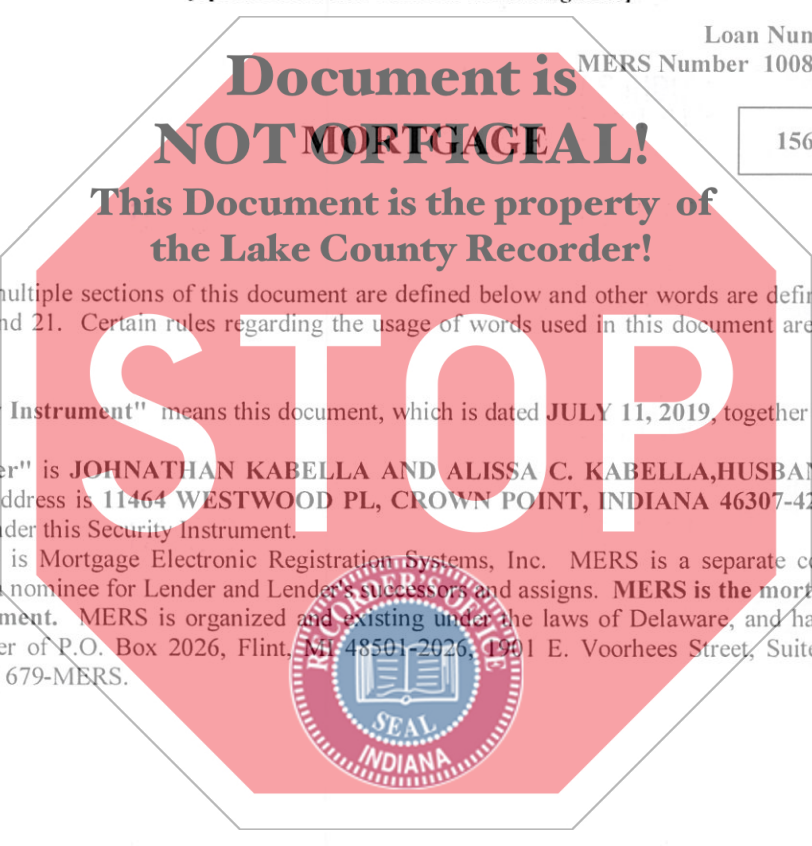 Loan Num
MERS Number 1008
Document is
NOT OFFICIAL!
MORTGAGE
156
This Document is the property of
the Lake County Recorder!
multiple sections of this document are defined below and other words are defin
nd 21. Certain rules regarding the usage of words used in this document are
STOP
Instrument" means this document, which is dated JULY 11, 2019, together
er" is JOHNATHAN KABELLA AND ALISSA C. KABELLA,HUSBAN
ddress is 11464 WESTWOOD PL, CROWN POINT, INDIANA 46307-42
der this Security Instrument.
is Mortgage Electronic Registration Systems, Inc. MERS is a separate c
nominee for Lender and Lender's successors and assigns. MERS is the mort
ment. MERS is organized and existing under the laws of Delaware, and ha
er of P.O. Box 2026, Flint, MI 48501-2026, 1901 E. Voorhees Street, Suite
679-MERS.
RECORDER'S OFFICE
SEAL
INDIANA